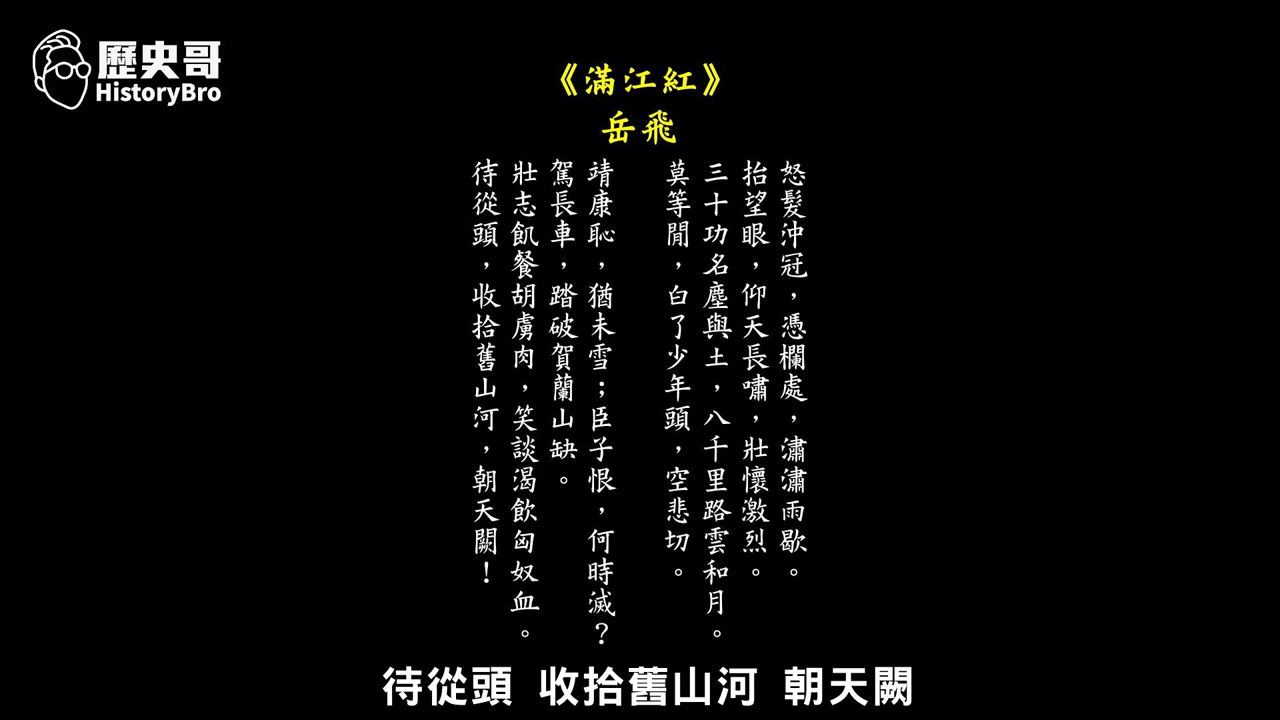 歷史哥
HistoryBro
《滿江紅》
岳飛
怒髮沖冠，憑欄處，瀟瀟雨歇。
抬望眼，仰天長嘯，壯懷激烈。
三十功名塵與土，八千里路雲和月。
莫等閒，白了少年頭，空悲切。
靖康恥，猶未雪；臣子恨，何時滅？
駕長車，踏破賀蘭山缺。
壯志飢餐胡虜肉，笑談渴飲匈奴血。
待從頭，收拾舊山河，朝天闕！
待從頭 收拾舊山河 朝天闕